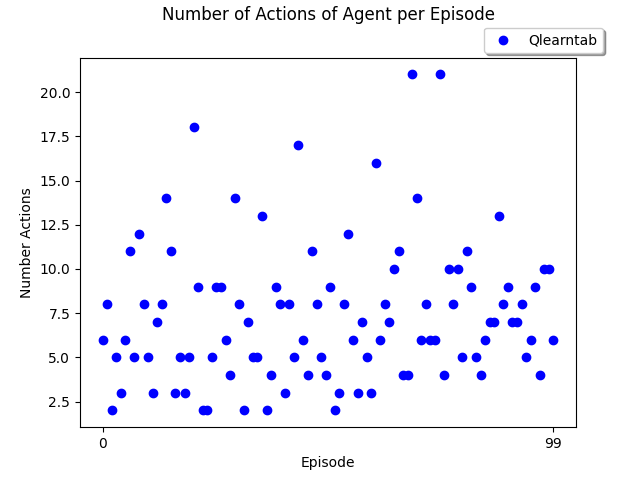 Number of Actions of Agent per Episode
Qlearntab
20.0
17.5
15.0
12.5
10.0
7.5
5.0
2.5
Number Actions
0
99
Episode